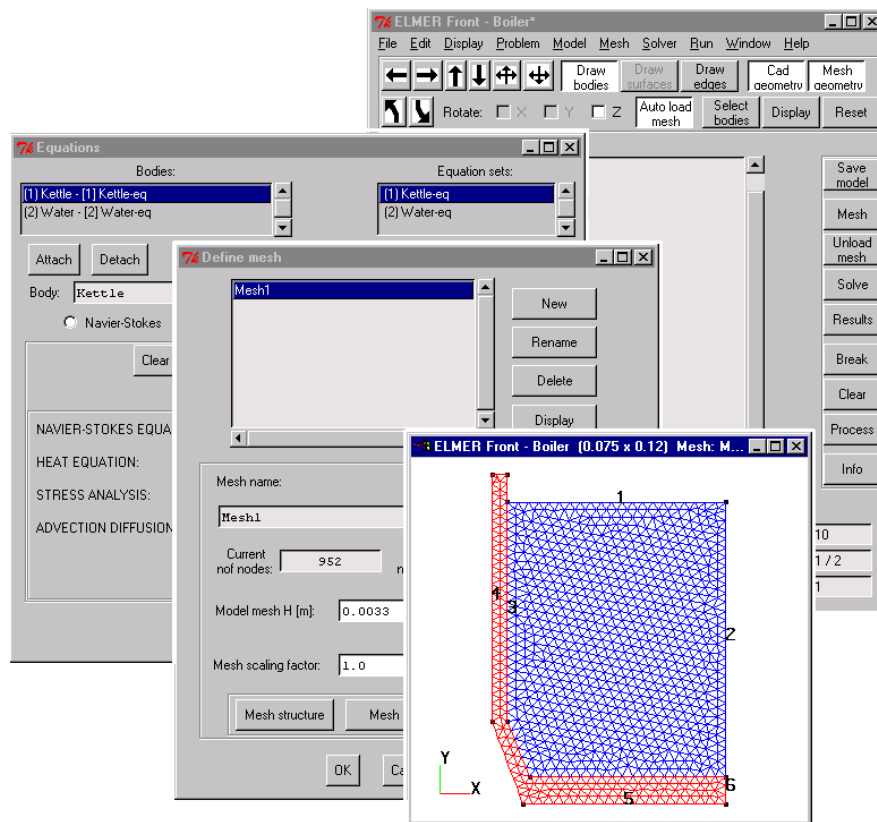 ELMER Front - Boiler*
File Edit Display Problem Model Mesh Solver Run Window Help
Draw bodies
Draw surfaces
Draw edges
Cad geometry
Mesh geometry
Rotate: X Y Z
Auto load mesh
Select bodies
Display
Reset
Save model
Mesh
Unload mesh
Solve
Results
Break
Clear
Process
Info
10
1 / 2
1
Equations
Bodies:
Equation sets:
(1) Kettle - [1] Kettle-eq
(2) Water - [2] Water-eq
(1) Kettle-eq
(2) Water-eq
Attach
Detach
Body: Kettle
Navier-Stokes
Clear
NAVIER-STOKES EQUA
HEAT EQUATION:
STRESS ANALYSIS:
ADVECTION DIFFUSION
Define mesh
Mesh1
New
Rename
Delete
Display
Mesh name:
Mesh1
Current nof nodes: 952
n
Model mesh H [m]: 0.0033
Mesh scaling factor: 1.0
Mesh structure
Mesh
OK
Ca
ELMER Front - Boiler (0.075 x 0.12) Mesh: M...
1
4
3
2
6
5
Y
X